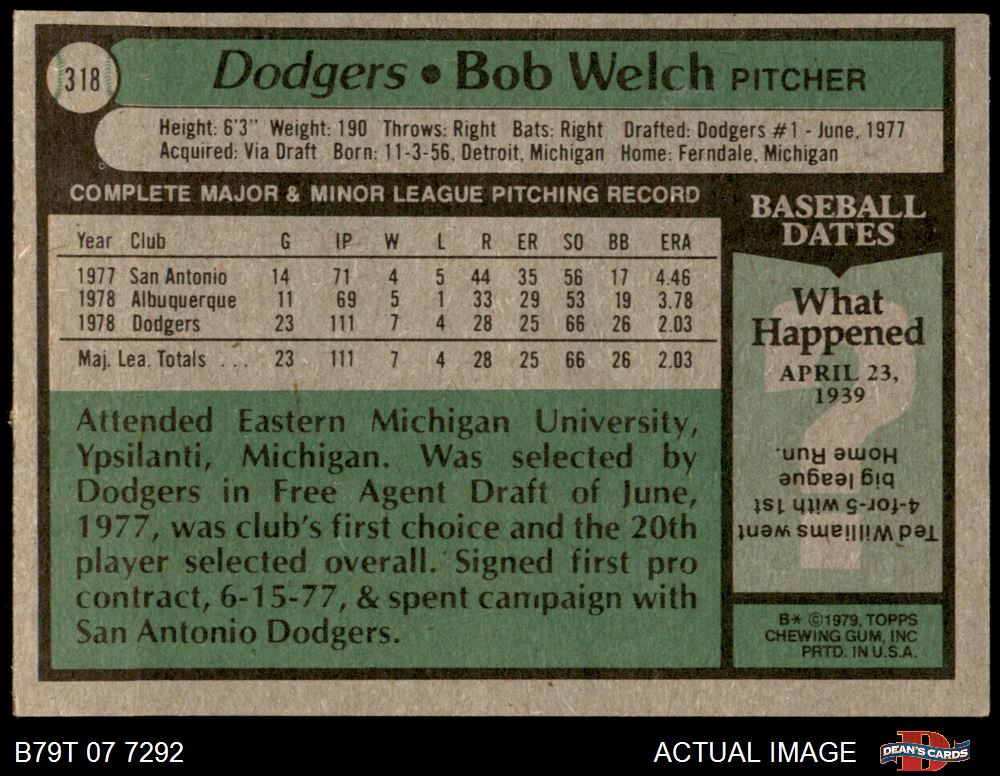 318
Dodgers • Bob Welch PITCHER
Height: 6'3" Weight: 190 Throws: Right Bats: Right Drafted: Dodgers #1 - June, 1977
Acquired: Via Draft Born: 11-3-56, Detroit, Michigan Home: Ferndale, Michigan
COMPLETE MAJOR & MINOR LEAGUE PITCHING RECORD
Year Club G IP W L R ER SO BB ERA
1977 San Antonio 14 71 4 5 44 35 56 17 4.46
1978 Albuquerque 11 69 5 1 33 29 53 19 3.78
1978 Dodgers 23 111 7 4 28 25 66 26 2.03
Maj. Lea. Totals ... 23 111 7 4 28 25 66 26 2.03
Attended Eastern Michigan University,
Ypsilanti, Michigan. Was selected by
Dodgers in Free Agent Draft of June,
1977, was club's first choice and the 20th
player selected overall. Signed first pro
contract, 6-15-77, & spent campaign with
San Antonio Dodgers.
BASEBALL
DATES
What
Happened
APRIL 23,
1939
Ted Williams went
4-for-5 with 1st
big league
Home Run.
B* ©1979, TOPPS
CHEWING GUM, INC
PRTD. IN U.S.A.
B79T 07 7292
ACTUAL IMAGE
D
DEAN'S CARDS